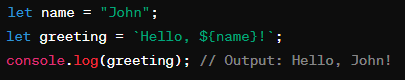 let name = "John";
let greeting = `Hello, ${name}!`;
console.log(greeting); // Output: Hello, John!